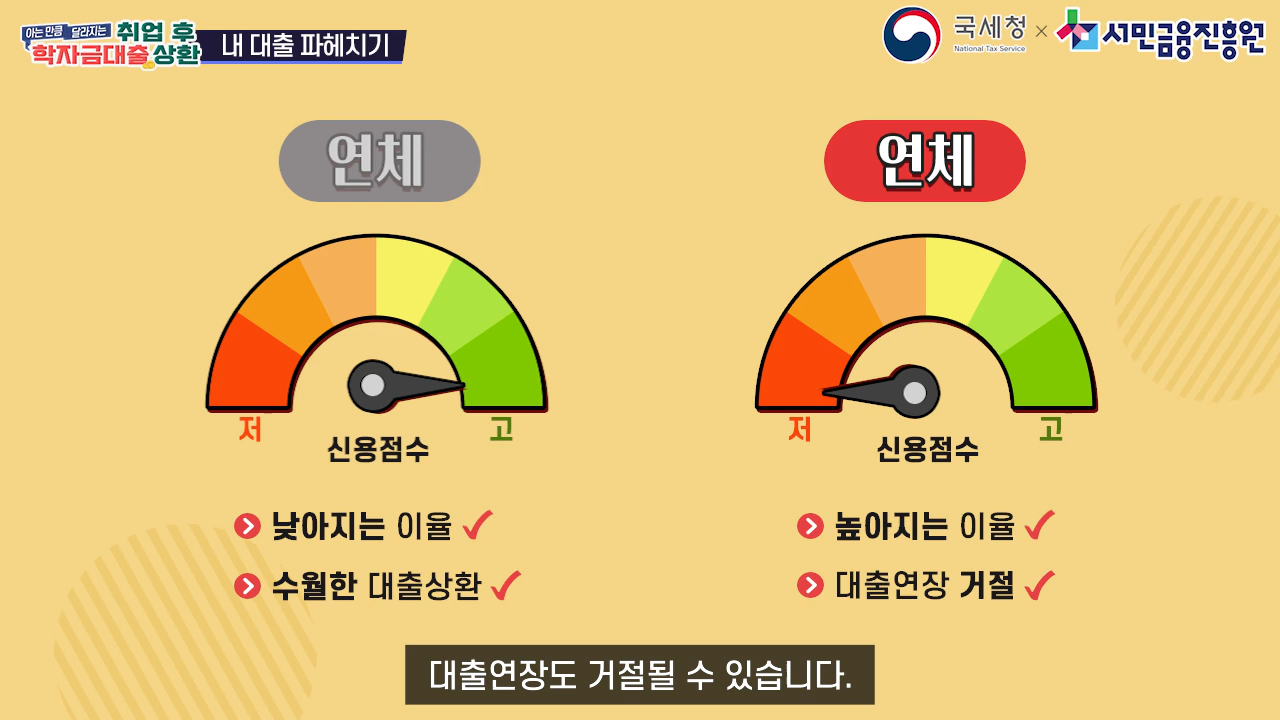 아는 만큼 달라지는 취업 후
학자금대출 상환
내 대출 파헤치기
국세청
National Tax Service
×
서민금융진흥원
연체
저
고
신용점수
낮아지는 이율
수월한 대출상환
연체
저
고
신용점수
높아지는 이율
대출연장 거절
대출연장도 거절될 수 있습니다.